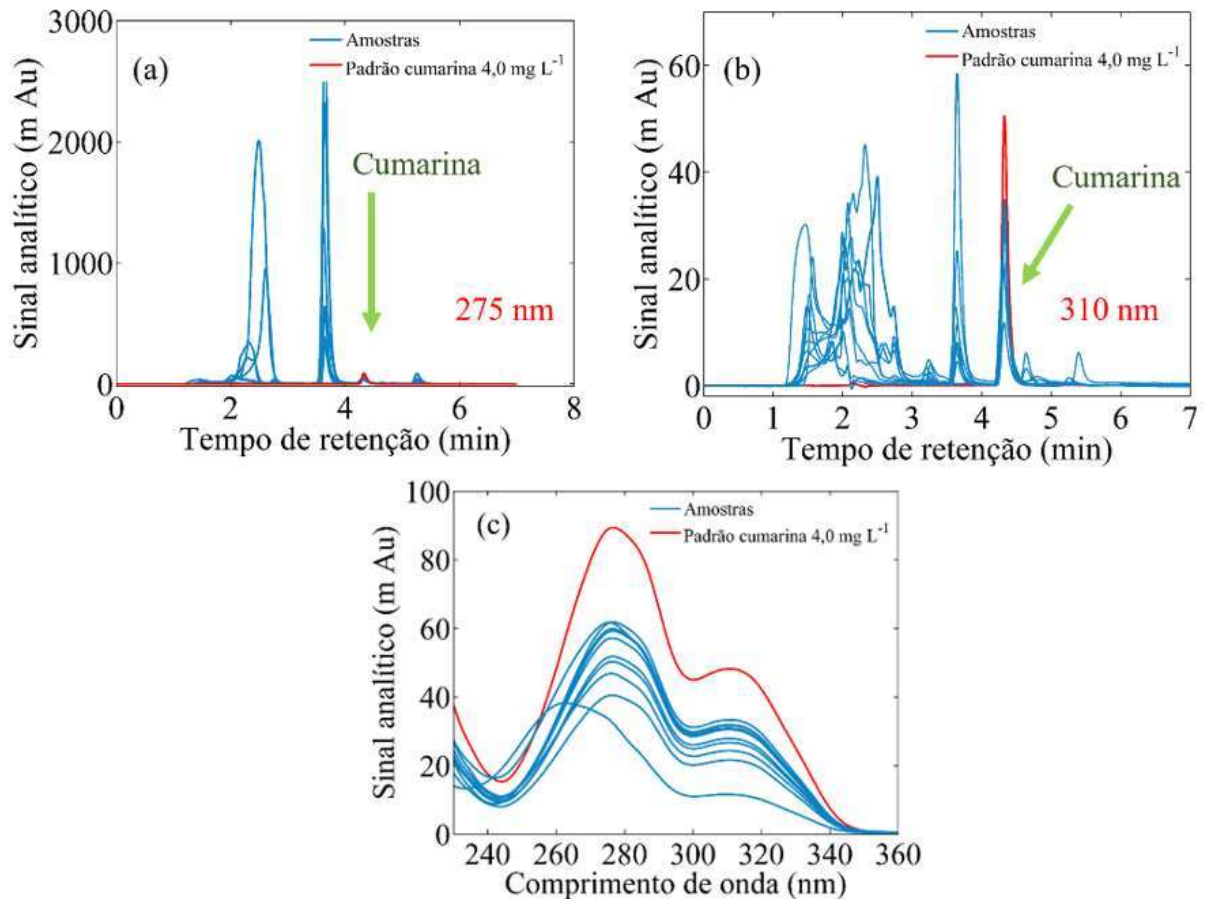 3000
2000
1000
0
Sinal analítico (m Au)
(a)
Amostras
Padrão cumarina 4,0 mg L⁻¹
Cumarina
275 nm
0 2 4 6 8
Tempo de retenção (min)
60
40
20
0
Sinal analítico (m Au)
(b)
Amostras
Padrão cumarina 4,0 mg L⁻¹
Cumarina
310 nm
0 1 2 3 4 5 6 7
Tempo de retenção (min)
100
80
60
40
20
0
Sinal analítico (m Au)
(c)
Amostras
Padrão cumarina 4,0 mg L⁻¹
240 260 280 300 320 340 360
Comprimento de onda (nm)